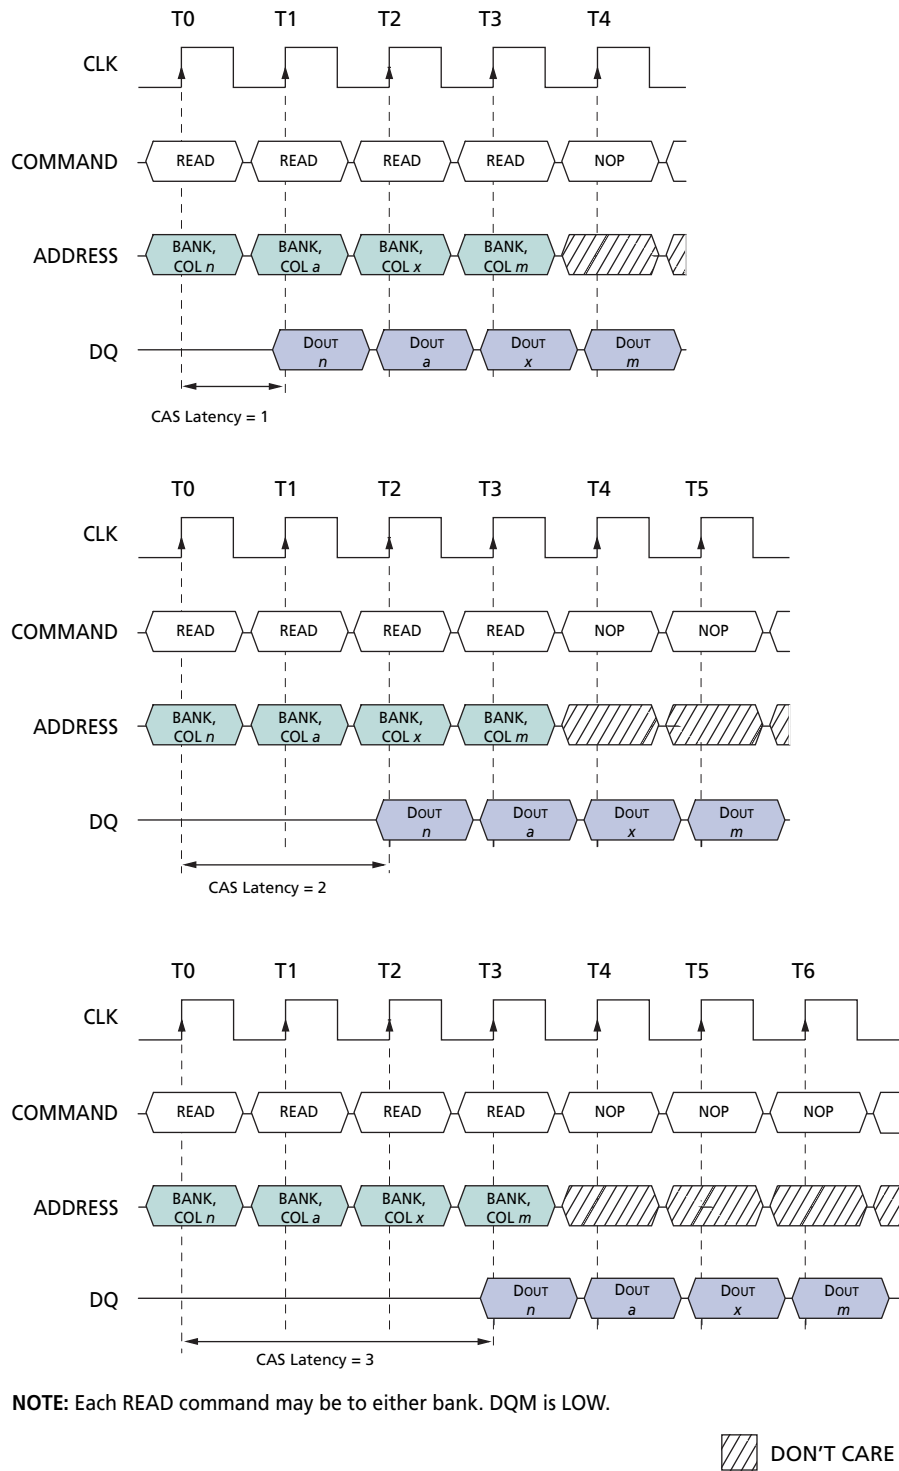 T0 T1 T2 T3 T4
CLK
COMMAND READ READ READ READ NOP
ADDRESS BANK, COL n BANK, COL a BANK, COL x BANK, COL m
DQ DOUT n DOUT a DOUT x DOUT m
CAS Latency = 1
T0 T1 T2 T3 T4 T5
CLK
COMMAND READ READ READ READ NOP NOP
ADDRESS BANK, COL n BANK, COL a BANK, COL x BANK, COL m
DQ DOUT n DOUT a DOUT x DOUT m
CAS Latency = 2
T0 T1 T2 T3 T4 T5 T6
CLK
COMMAND READ READ READ READ NOP NOP NOP
ADDRESS BANK, COL n BANK, COL a BANK, COL x BANK, COL m
DQ DOUT n DOUT a DOUT x DOUT m
CAS Latency = 3
NOTE: Each READ command may be to either bank. DQM is LOW.
DON'T CARE